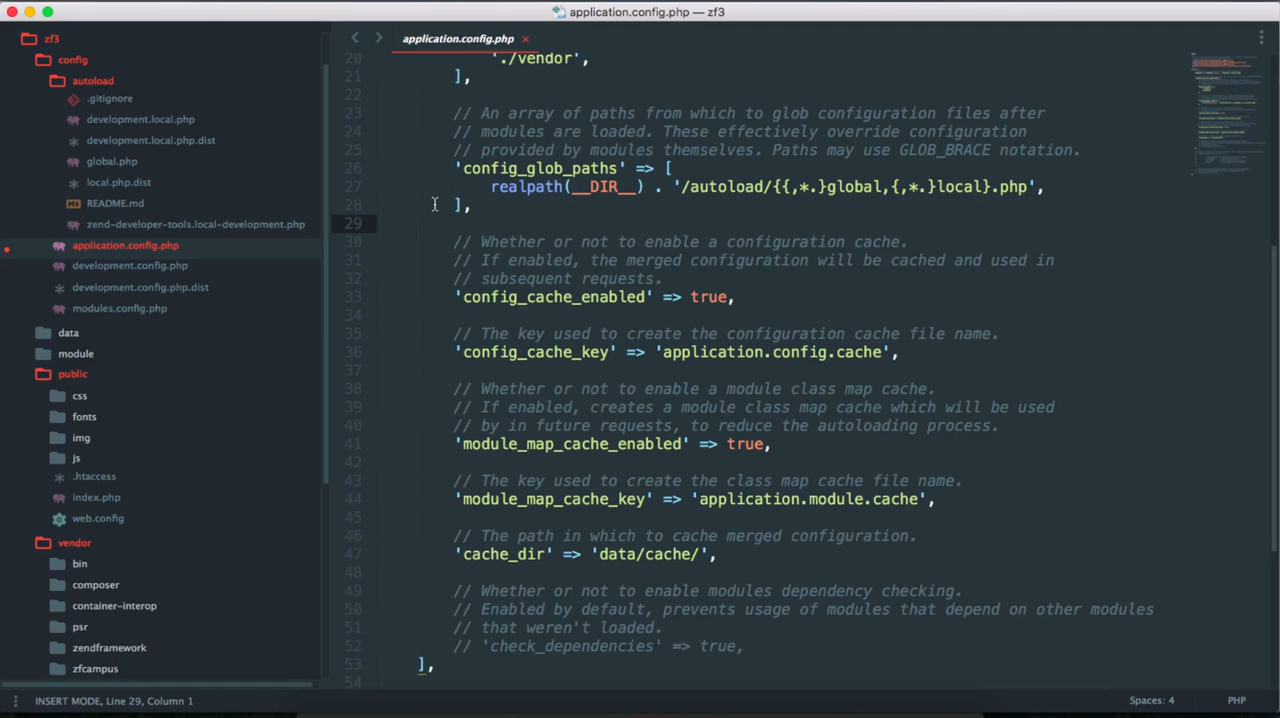 application.config.php — zf3
zf3
config
autoload
.gitignore
development.local.php
development.local.php.dist
global.php
local.php.dist
README.md
zend-developer-tools.local-development.php
application.config.php
development.config.php
development.config.php.dist
modules.config.php
data
module
public
css
fonts
img
js
.htaccess
index.php
web.config
vendor
bin
composer
container-interop
psr
zendframework
zfcampus
application.config.php ×
20 './vendor',
21 ],
22
23 // An array of paths from which to glob configuration files after
24 // modules are loaded. These effectively override configuration
25 // provided by modules themselves. Paths may use GLOB_BRACE notation.
26 'config_glob_paths' => [
27 realpath(__DIR__) . '/autoload/{{,*.}global,{,*.}local}.php',
28 ],
29
30 // Whether or not to enable a configuration cache.
31 // If enabled, the merged configuration will be cached and used in
32 // subsequent requests.
33 'config_cache_enabled' => true,
34
35 // The key used to create the configuration cache file name.
36 'config_cache_key' => 'application.config.cache',
37
38 // Whether or not to enable a module class map cache.
39 // If enabled, creates a module class map cache which will be used
40 // by in future requests, to reduce the autoloading process.
41 'module_map_cache_enabled' => true,
42
43 // The key used to create the class map cache file name.
44 'module_map_cache_key' => 'application.module.cache',
45
46 // The path in which to cache merged configuration.
47 'cache_dir' => 'data/cache/',
48
49 // Whether or not to enable modules dependency checking.
50 // Enabled by default, prevents usage of modules that depend on other modules
51 // that weren't loaded.
52 // 'check_dependencies' => true,
53 ],
54
INSERT MODE, Line 29, Column 1
Spaces: 4
PHP